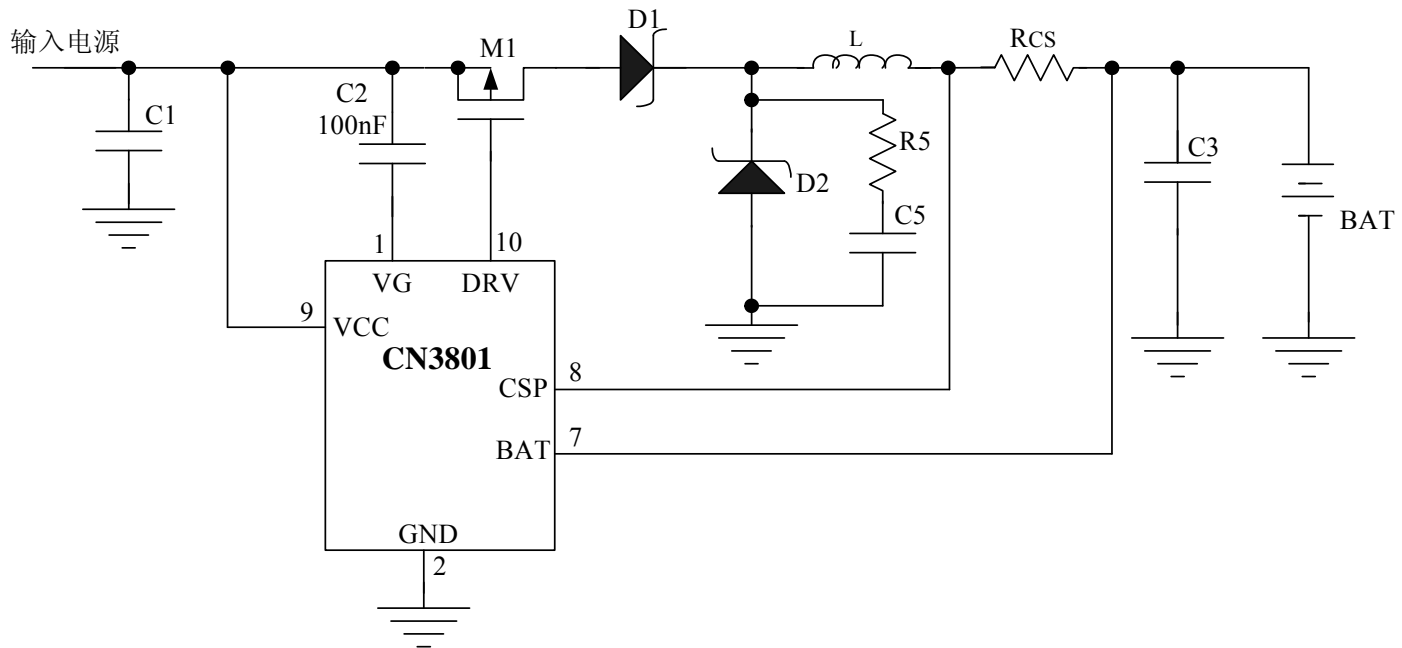 输入电源
C1
C2
100nF
M1
D1
L
RCS
D2
R5
C5
C3
BAT
1
10
VG
DRV
9
VCC
CN3801
CSP
8
BAT
7
GND
2